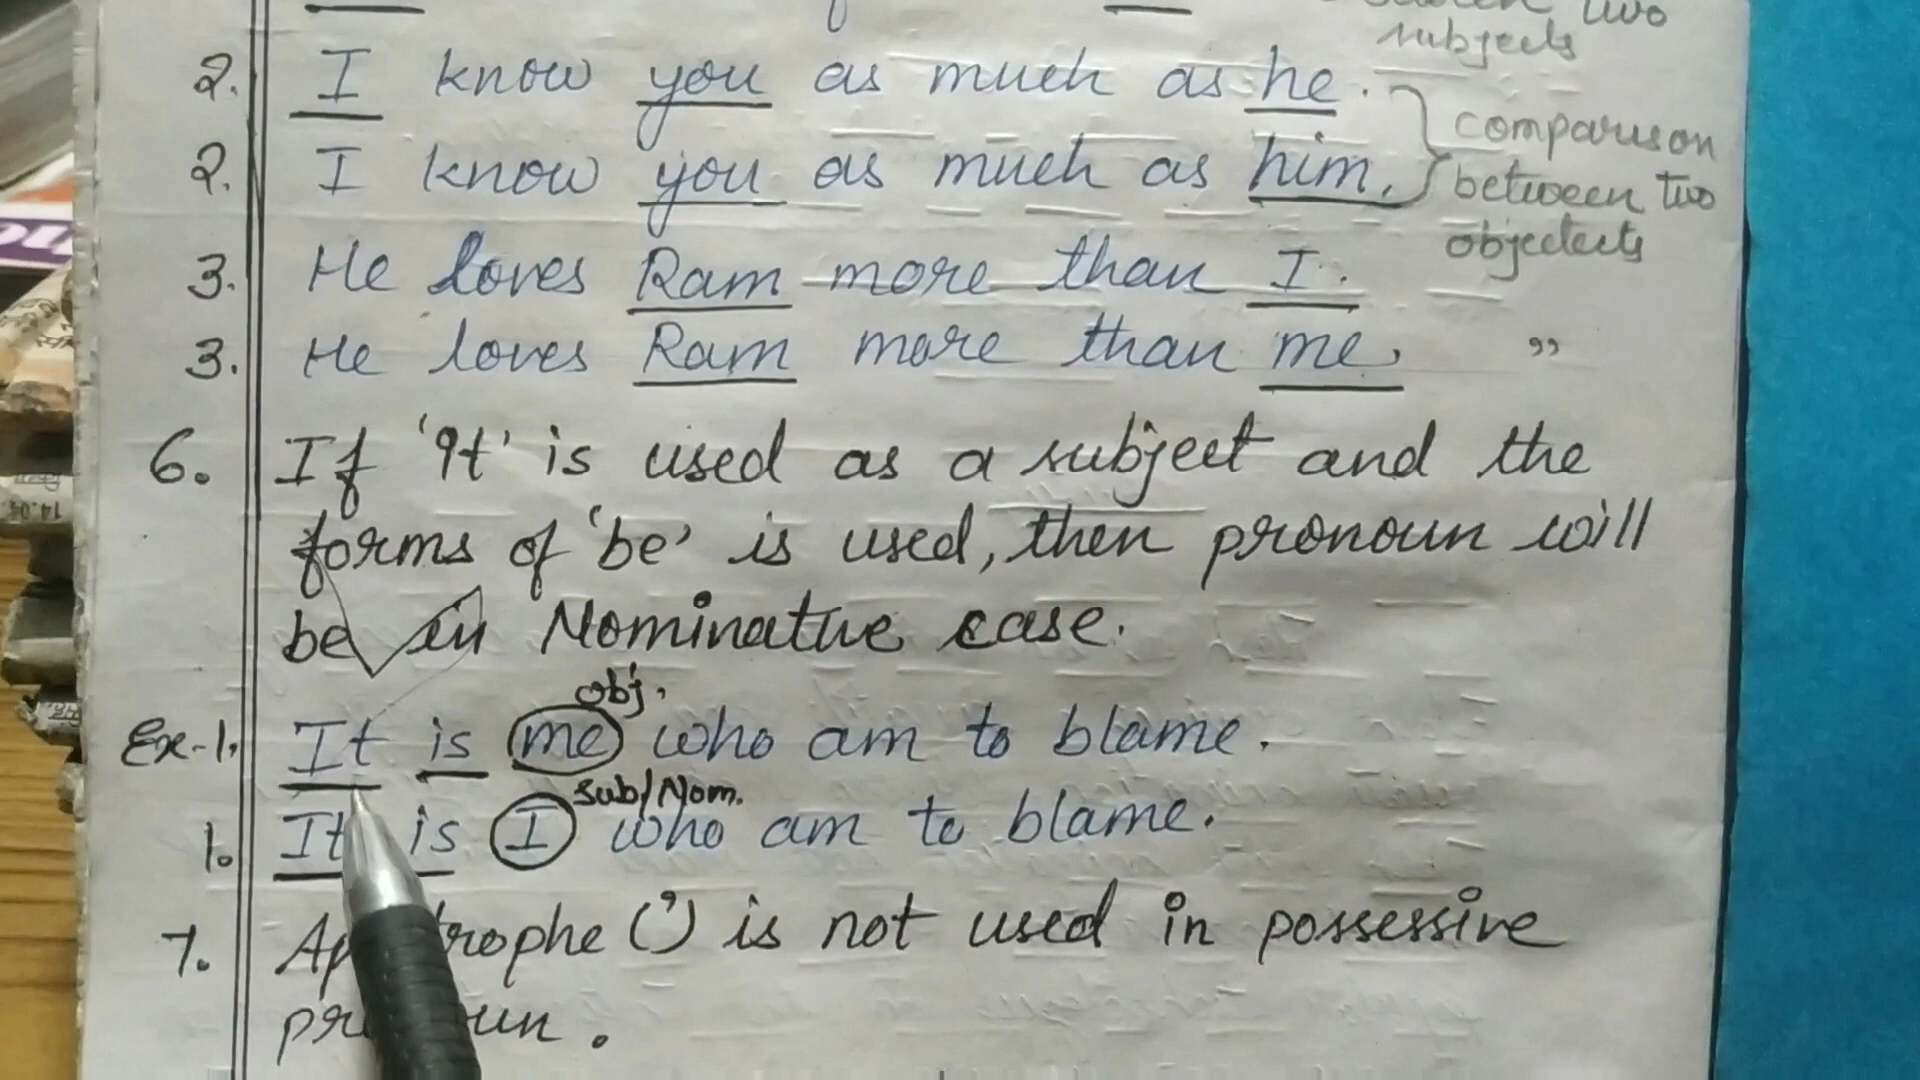 two
subjects
2. I know you as much as he.
comparison
2. I know you as much as him.
between two
objectects
3. He loves Ram more than I.
3. He loves Ram more than me. ,,
6. If 'It' is used as a subject and the
forms of 'be' is used, then pronoun will
be in Nominative case.
obj.
Ex-1. It is me who am to blame.
Sub/Nom.
1. It is I who am to blame.
7. Apostrophe (') is not used in possessive
pronoun.